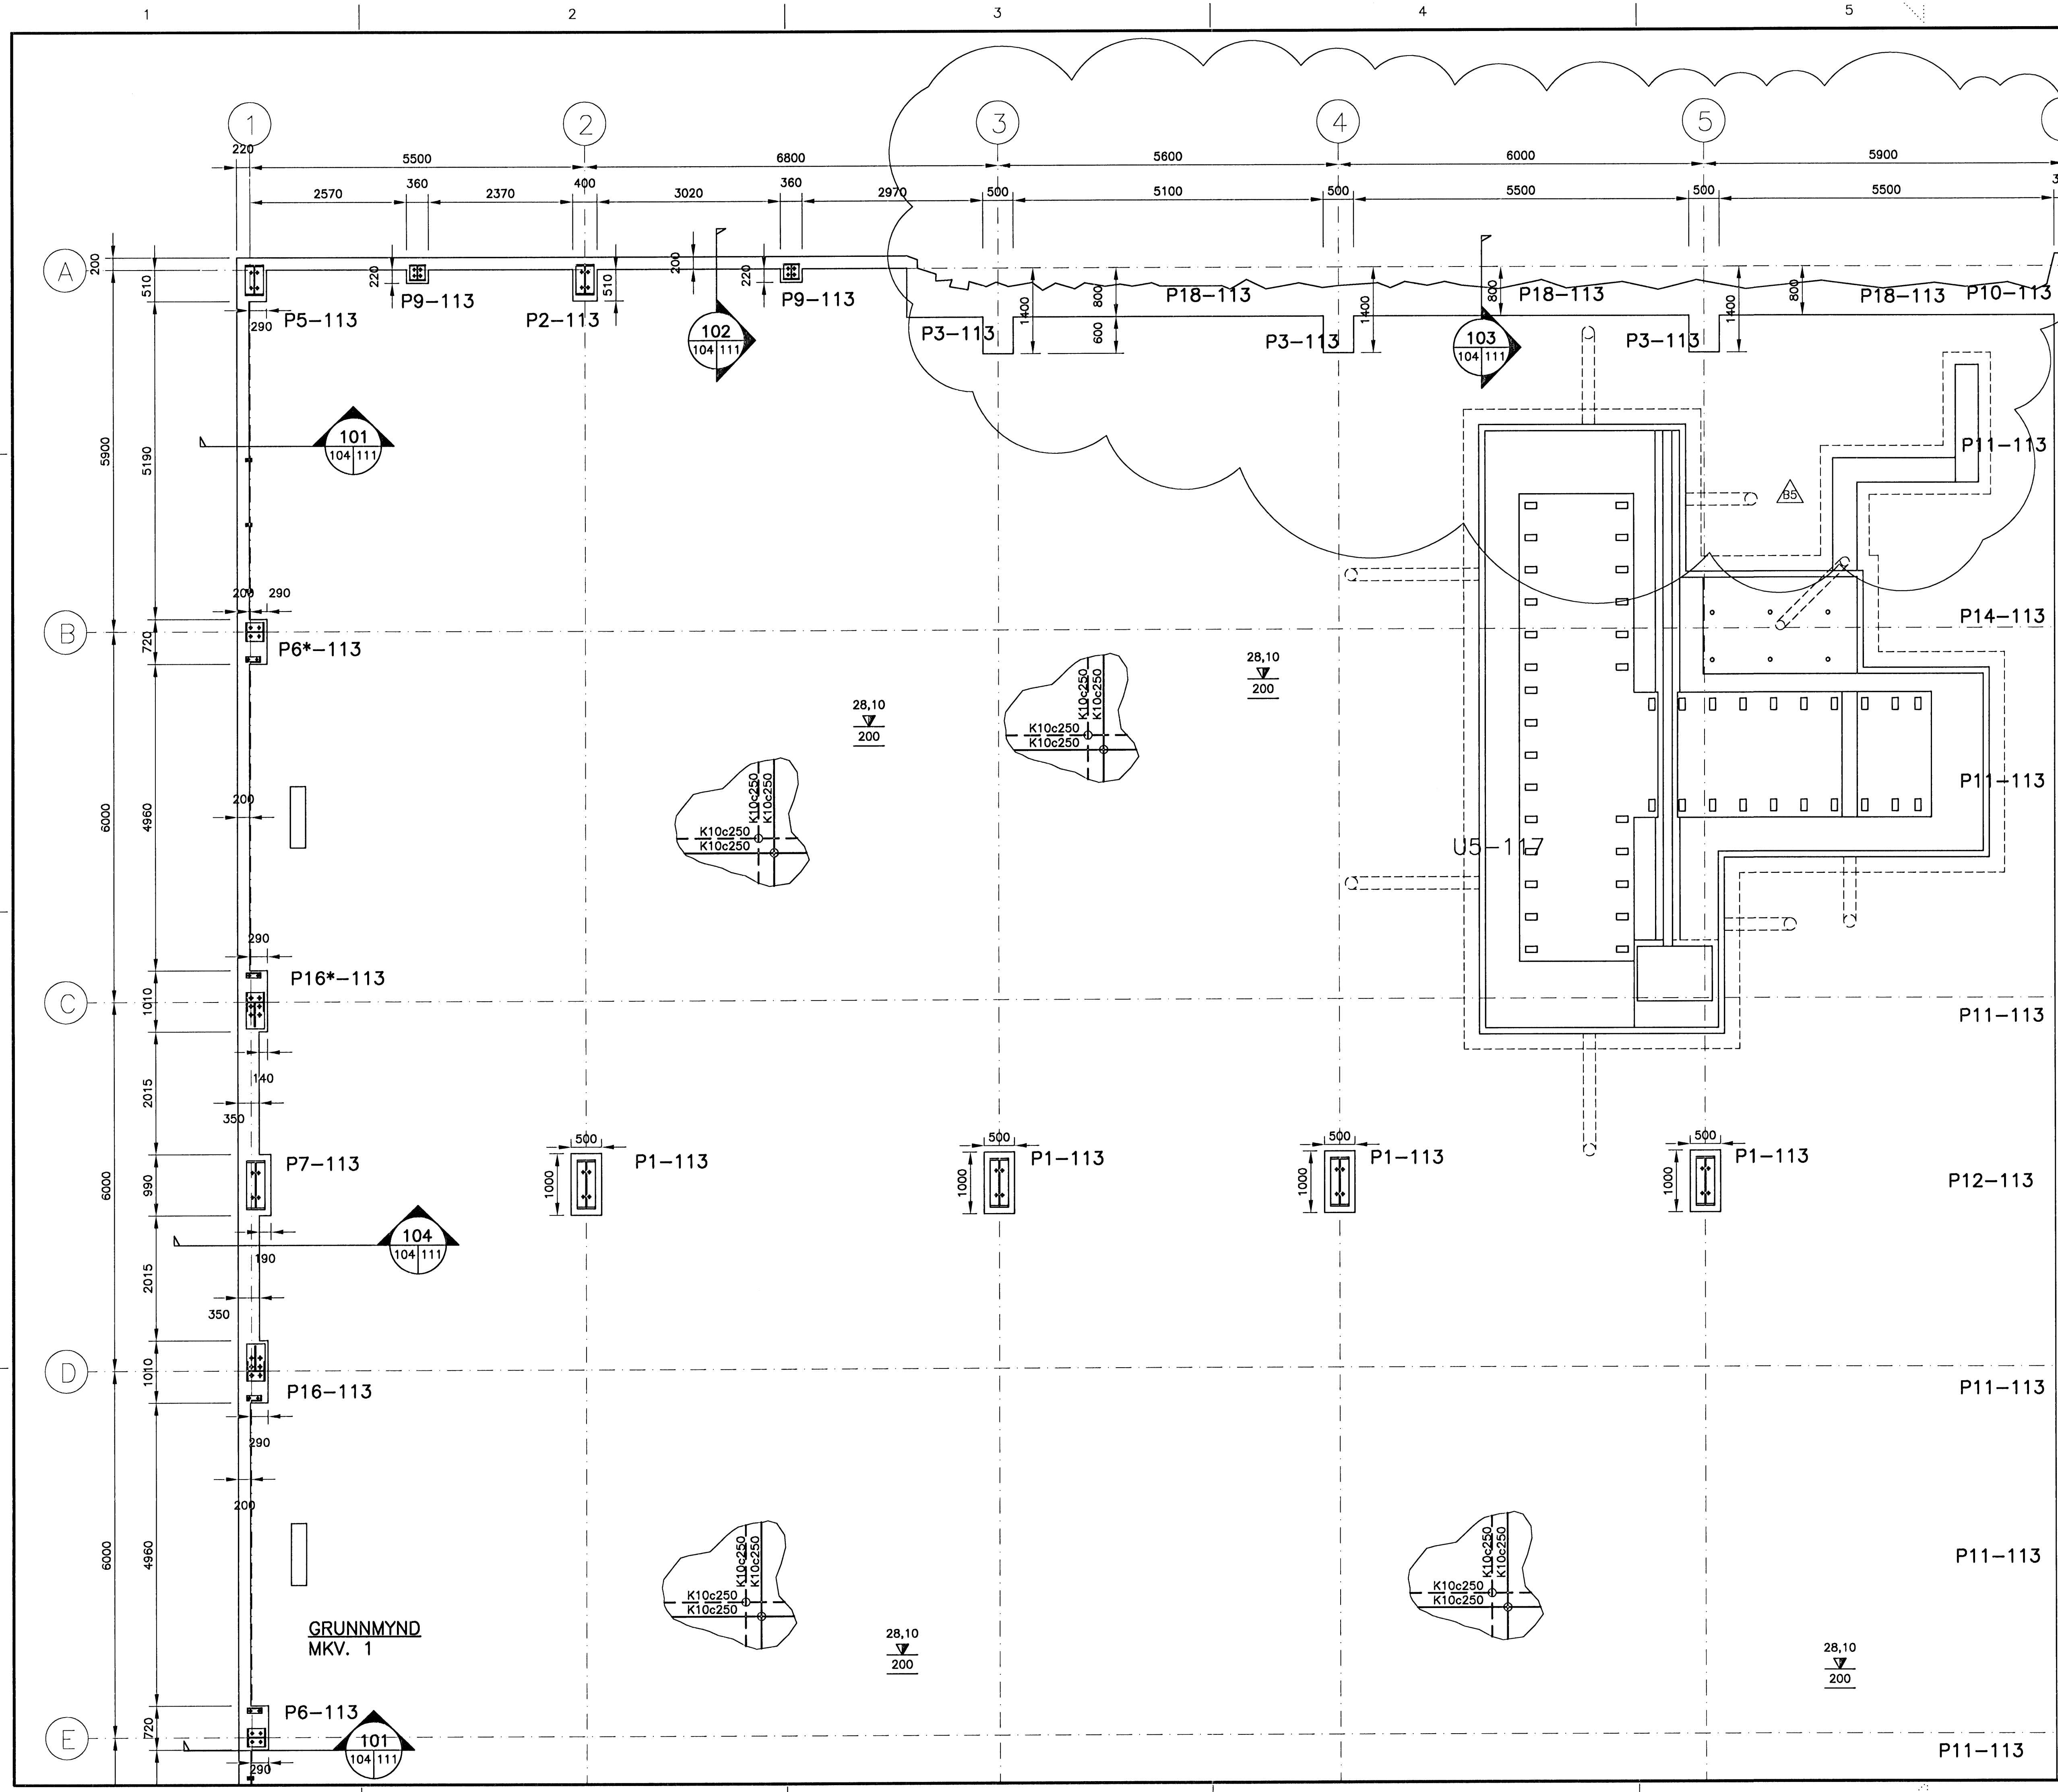 1
2
3
4
5
1
2
3
4
5
220
5500
6800
5600
6000
5900
2570
360
2370
400
3020
360
2970
500
5100
500
5500
500
5500
A
200
510
220
510
200
220
1400
800
600
1400
800
1400
800
P5-113
P9-113
P2-113
P9-113
P3-113
P18-113
P3-113
P18-113
P3-113
P18-113
P10-113
290
102
104 111
103
104 111
101
104 111
5900
5190
P11-113
B5
200
290
B
720
P6*-113
P14-113
28,10
200
28,10
200
K10c250
K10c250
K10c250
K10c250
K10c250
K10c250
K10c250
K10c250
6000
4960
200
P11-113
U5-117
290
P16*-113
C
1010
P11-113
140
2015
350
6000
P7-113
990
500
1000
P1-113
500
1000
P1-113
500
1000
P1-113
500
1000
P1-113
P12-113
104
104 111
190
2015
350
D
1010
P16-113
P11-113
290
200
6000
4960
K10c250
K10c250
K10c250
K10c250
K10c250
K10c250
K10c250
K10c250
P11-113
GRUNNMYND
MKV. 1
28,10
200
28,10
200
E
720
P6-113
101
104 111
290
P11-113